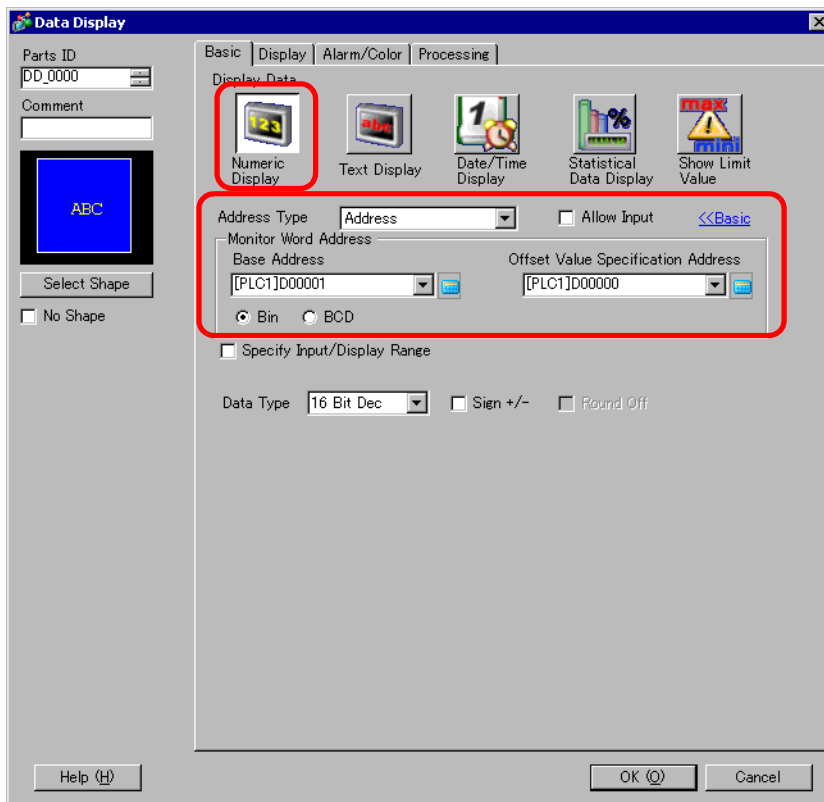 Data Display
Parts ID
DD_0000
Comment
ABC
Select Shape
No Shape
Basic Display Alarm/Color Processing
Display Data
123 abc 1 % max mini
Numeric Display
Text Display
Date/Time Display
Statistical Data Display
Show Limit Value
Address Type Address Allow Input <<Basic
Monitor Word Address
Base Address Offset Value Specification Address
[PLC1]D00001 [PLC1]D00000
Bin BCD
Specify Input/Display Range
Data Type 16 Bit Dec Sign +/- Round Off
Help (H) OK (O) Cancel